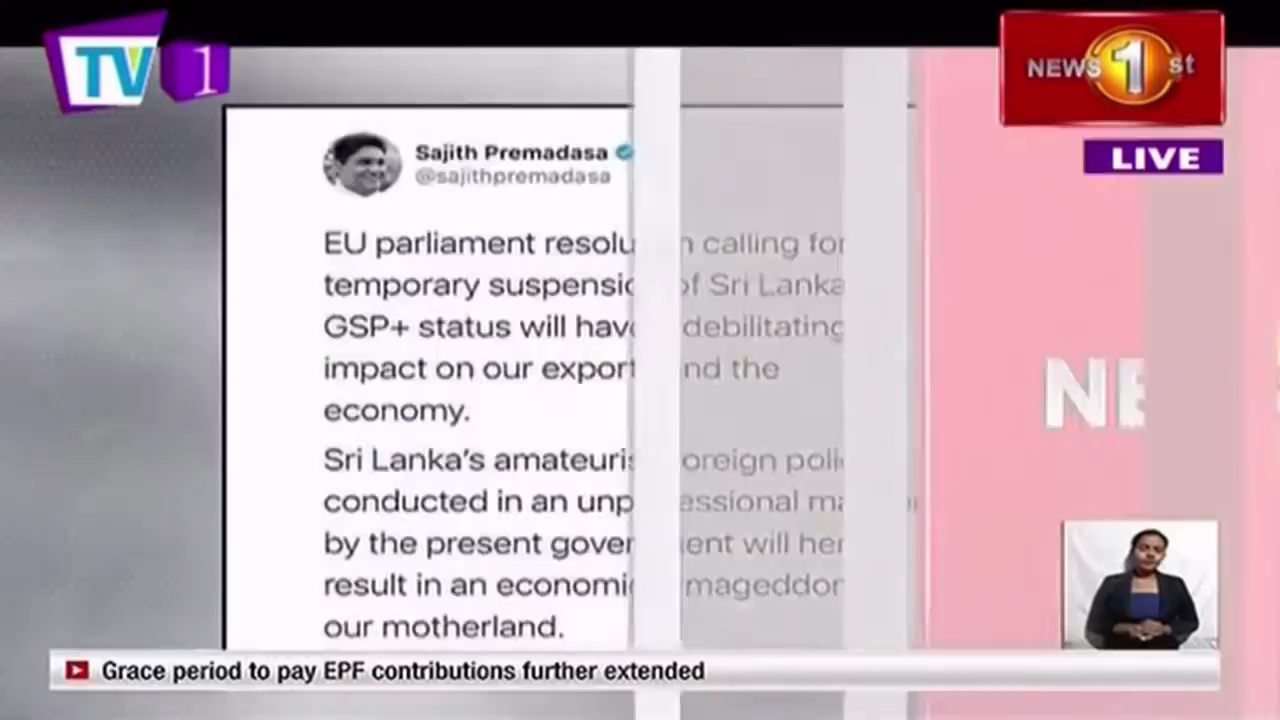 TV 1
NEWS 1st
LIVE
Sajith Premadasa
@sajithpremadasa
EU parliament resolu n calling for
temporary suspensio of Sri Lanka
GSP+ status will have debilitating
impact on our export nd the
economy.
Sri Lanka's amateuris oreign poli
conducted in an unp essional ma
by the present gover ent will her
result in an economi mageddon
our motherland.
NE
Grace period to pay EPF contributions further extended